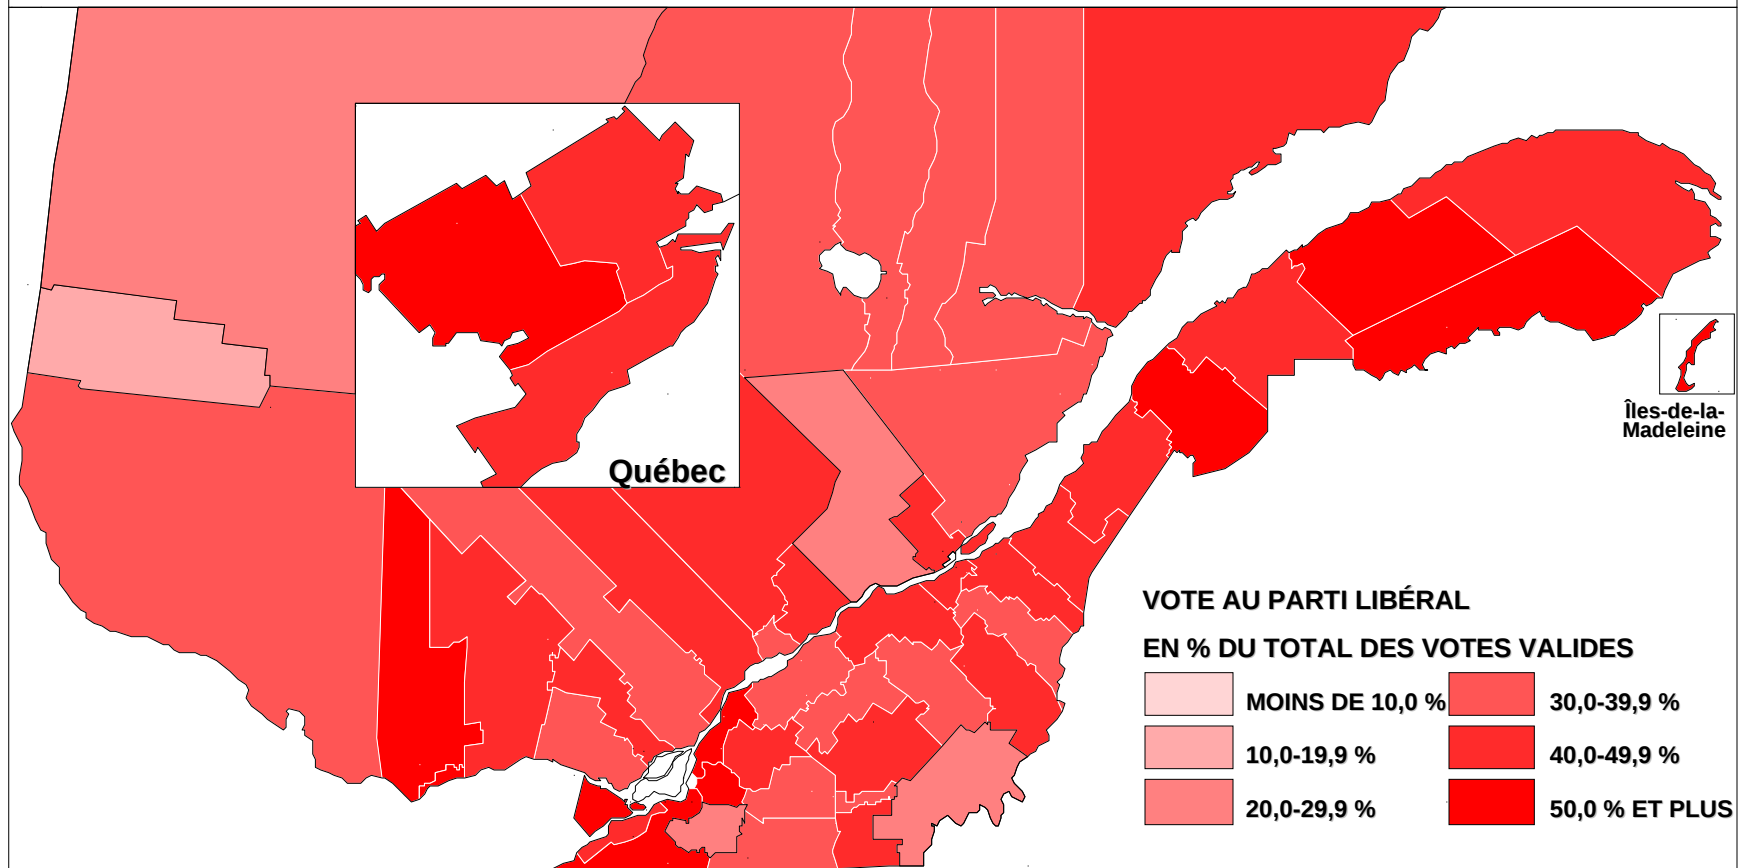 Québec
Îles-de-la-
Madeleine
VOTE AU PARTI LIBÉRAL
EN % DU TOTAL DES VOTES VALIDES
MOINS DE 10,0 %
30,0-39,9 %
10,0-19,9 %
40,0-49,9 %
20,0-29,9 %
50,0 % ET PLUS